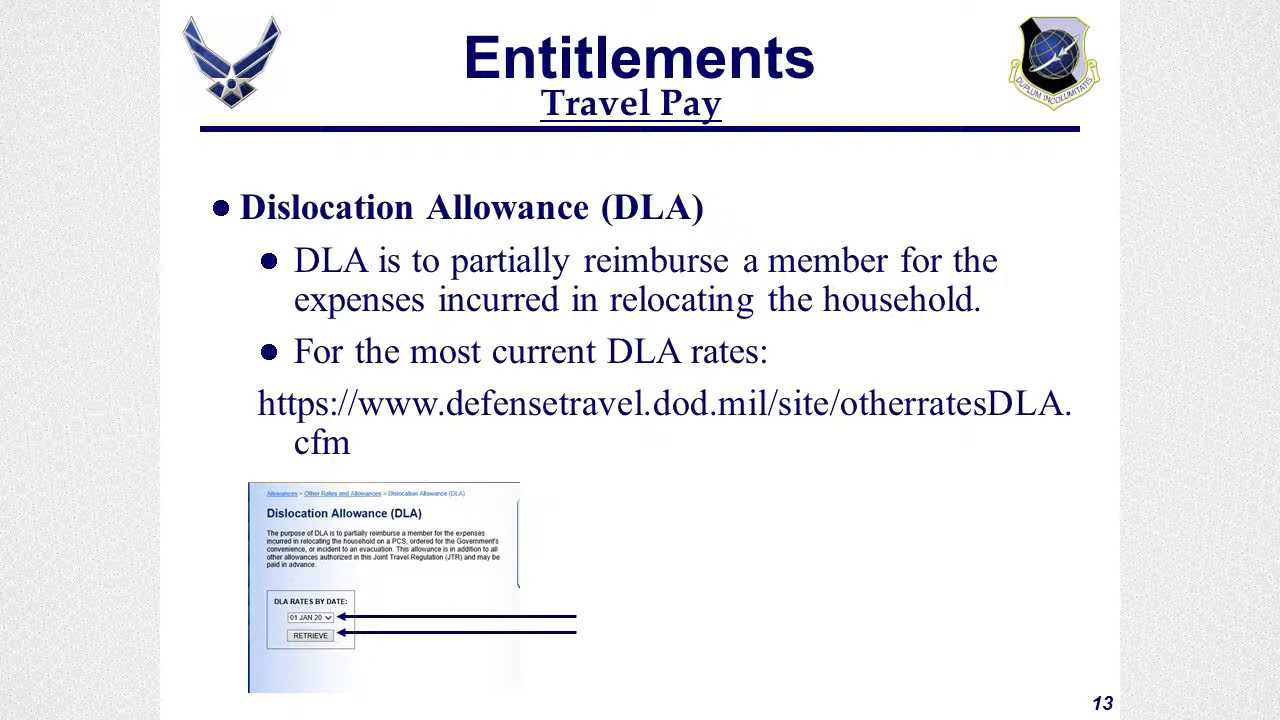 Entitlements
Travel Pay
DUPLUM INCOLUMITATIS
● Dislocation Allowance (DLA)
● DLA is to partially reimburse a member for the
expenses incurred in relocating the household.
● For the most current DLA rates:
https://www.defensetravel.dod.mil/site/otherratesDLA.
cfm
Allowances > Other Rates and Allowances > Dislocation Allowance (DLA)
Dislocation Allowance (DLA)
The purpose of DLA is to partially reimburse a member for the expenses
incurred in relocating the household on a PCS, ordered for the Government's
convenience, or incident to an evacuation. This allowance is in addition to all
other allowances authorized in this Joint Travel Regulation (JTR) and may be
paid in advance.
DLA RATES BY DATE:
01 JAN 20
RETRIEVE
13